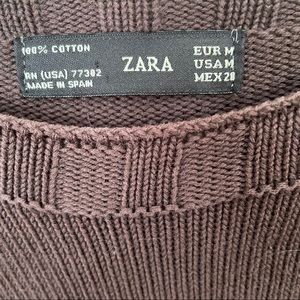 100% COTTON
RN (USA) 77302
MADE IN SPAIN
ZARA
EUR M
USA M
MEX 28